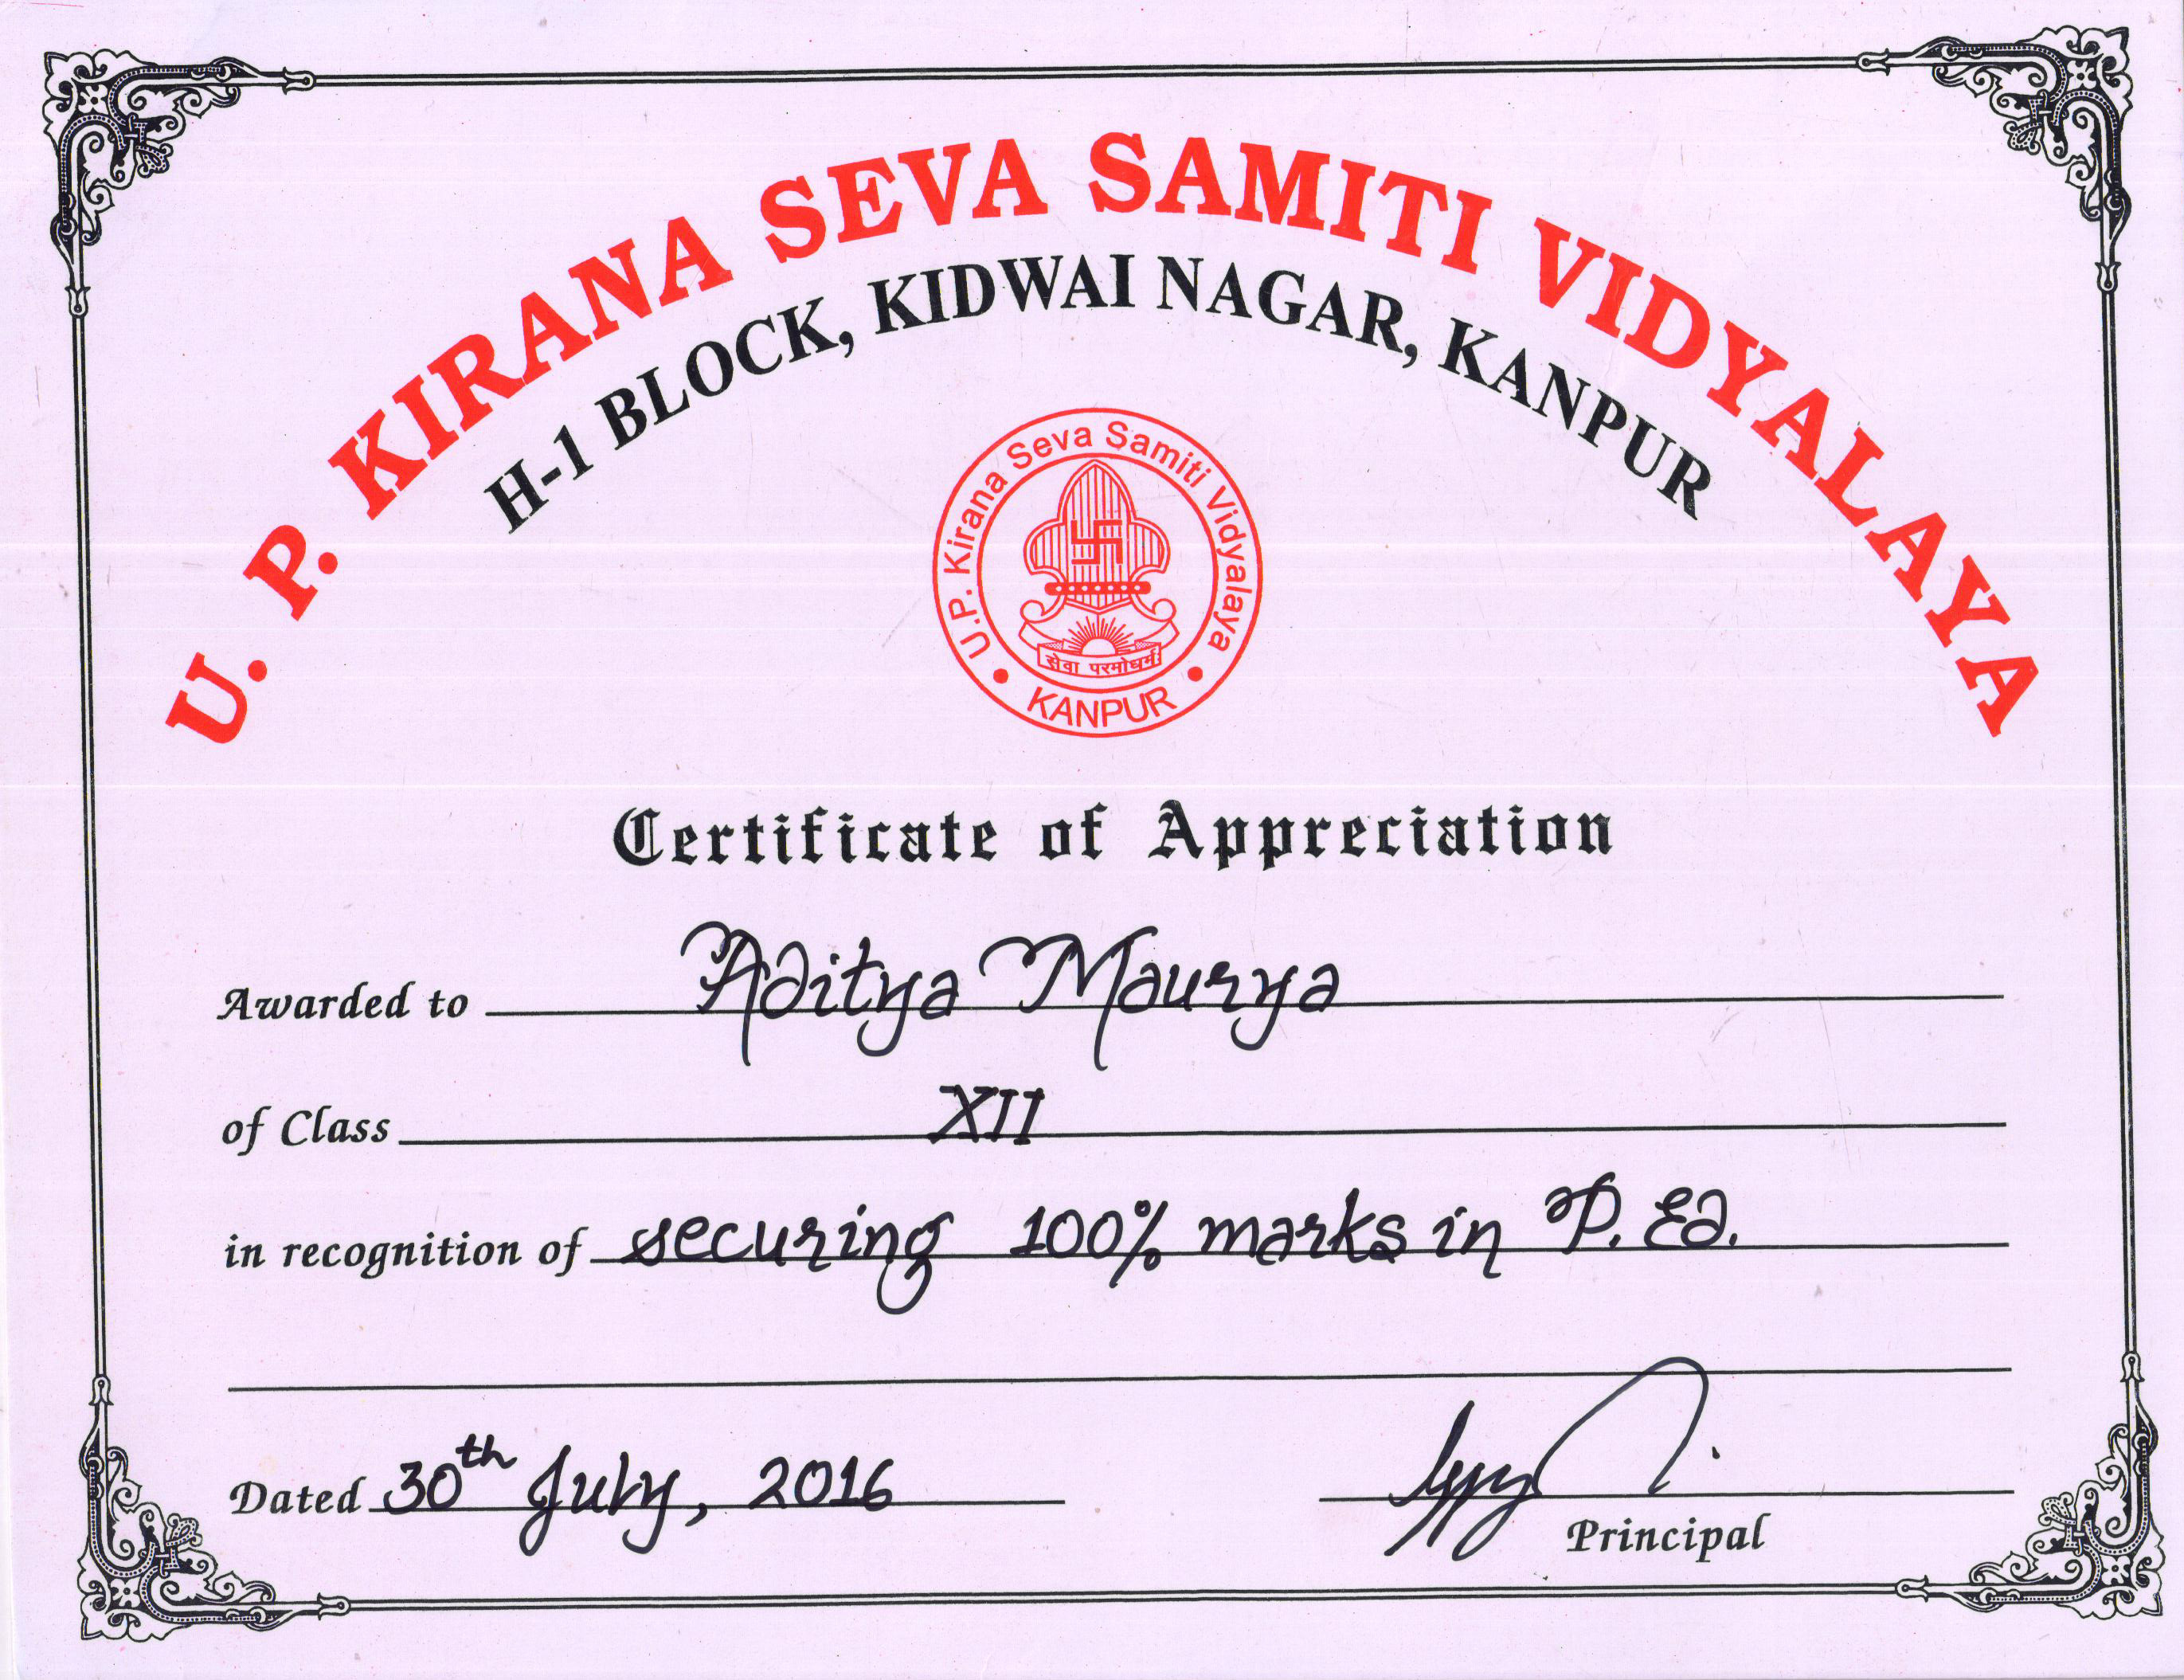 U. P. KIRANA SEVA SAMITI VIDYALAYA
H-1 BLOCK, KIDWAI NAGAR, KANPUR
U.P. Kirana Seva Samiti Vidyalaya
सेवा परमोधर्म
• KANPUR •
Certificate of Appreciation
Awarded to Aditya Maurya
of Class XII
in recognition of securing 100% marks in P. Ed.
Dated 30th July, 2016
Principal